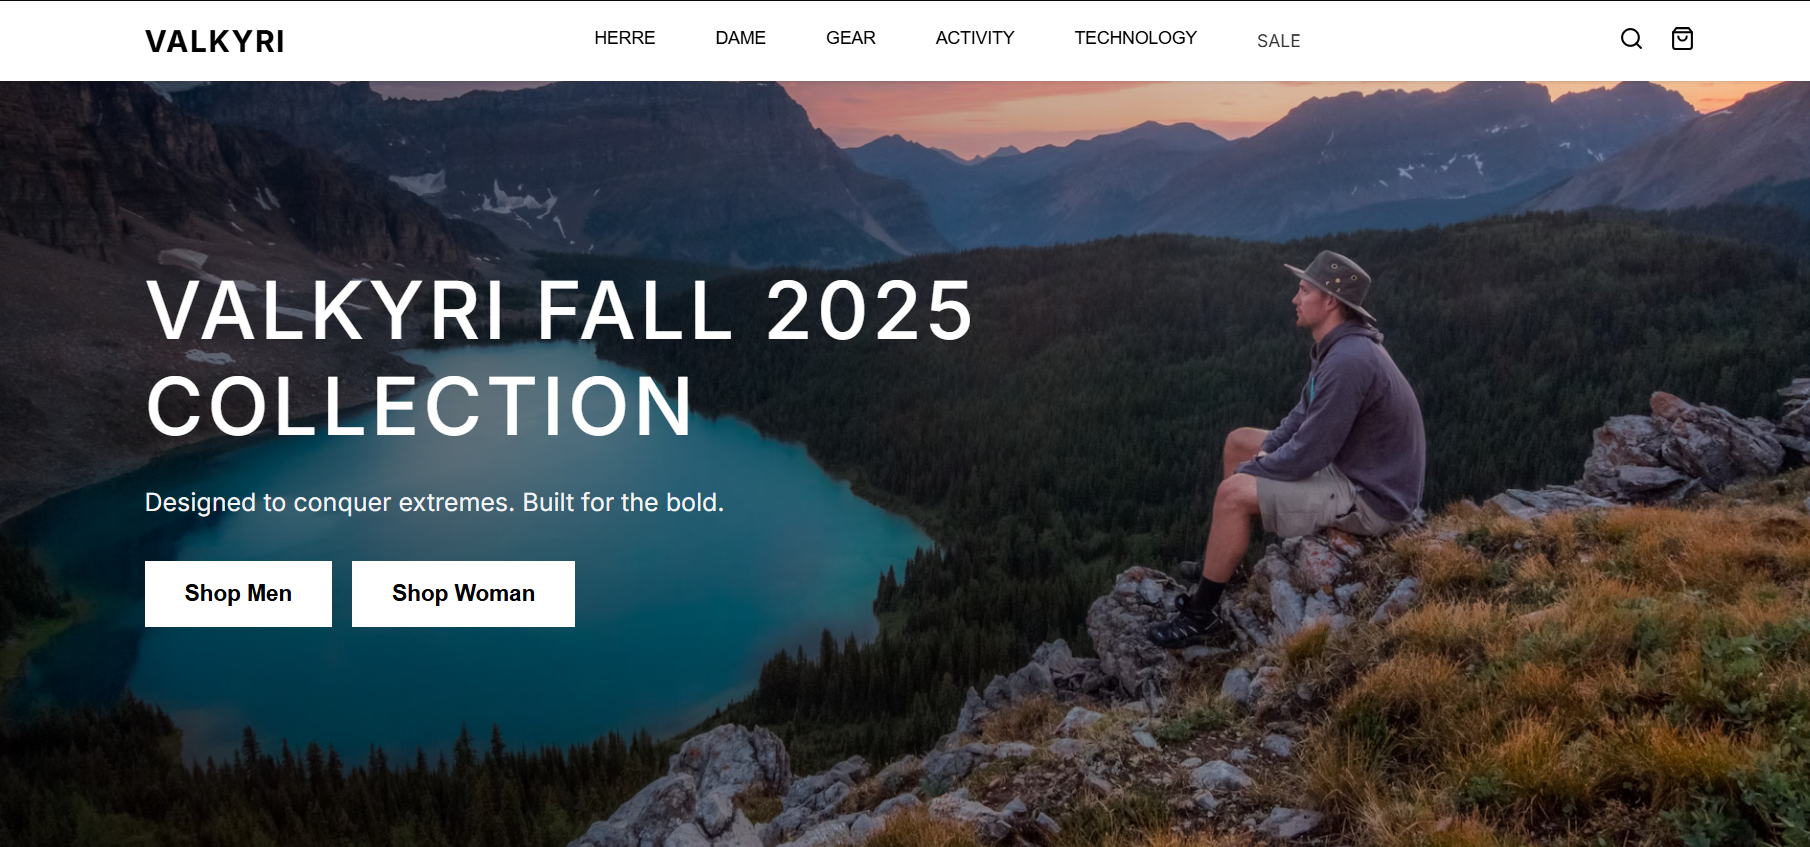 VALKYRI
HERRE
DAME
GEAR
ACTIVITY
TECHNOLOGY
SALE
VALKYRI FALL 2025
COLLECTION
Designed to conquer extremes. Built for the bold.
Shop Men
Shop Woman